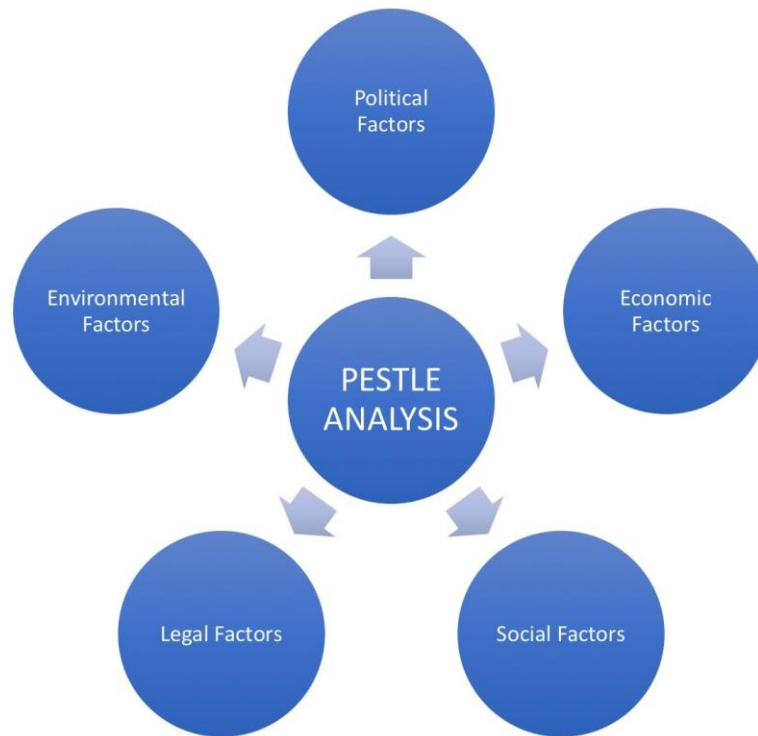 Political
Factors
Environmental
Factors
Economic
Factors
PESTLE
ANALYSIS
Legal Factors
Social Factors